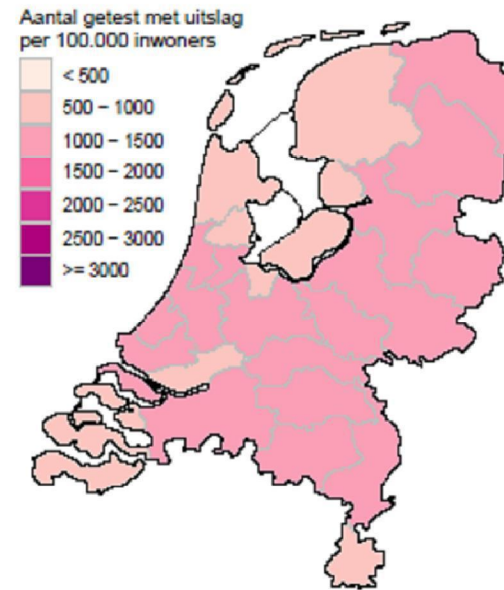 Aantal getest met uitslag
per 100.000 inwoners
< 500
500 – 1000
1000 – 1500
1500 – 2000
2000 – 2500
2500 – 3000
>= 3000